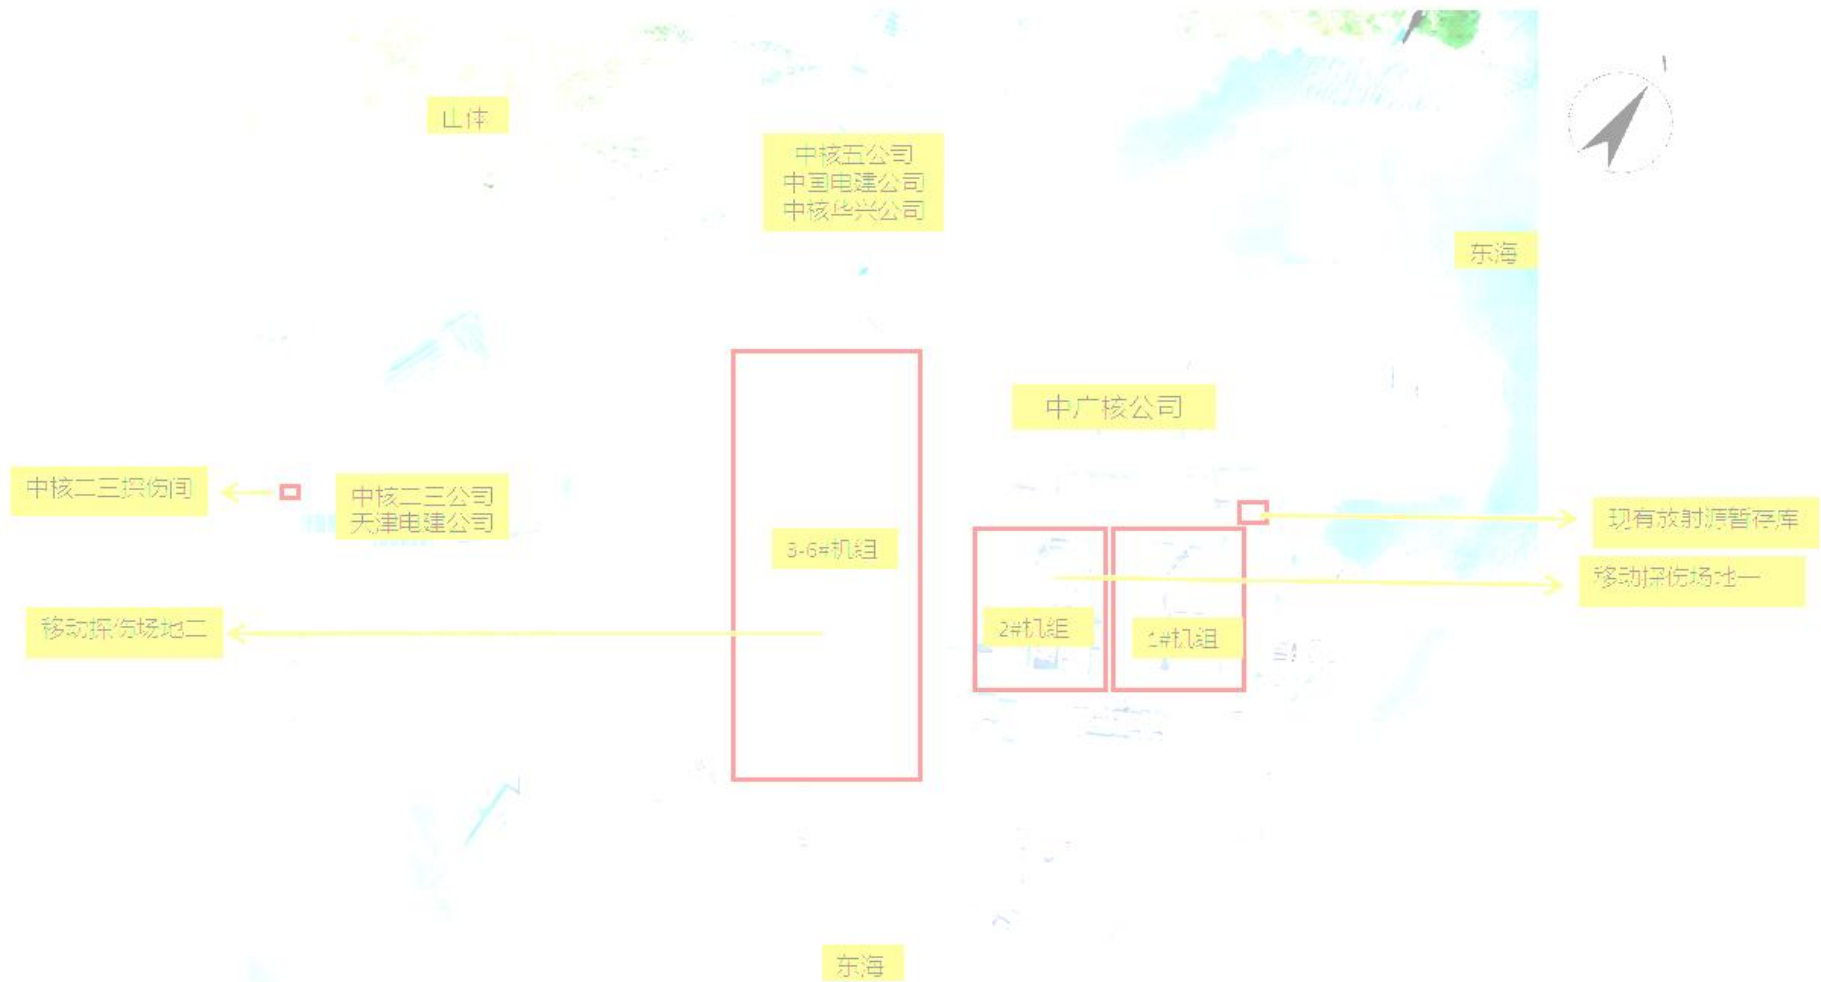 山体
中核五公司
中国电建公司
中核华兴公司
东海
中广核公司
中核二三探伤间
中核二三公司
天津电建公司
现有放射源暂存库
3-6#机组
移动探伤场地一
移动探伤场地二
2#机组
1#机组
东海